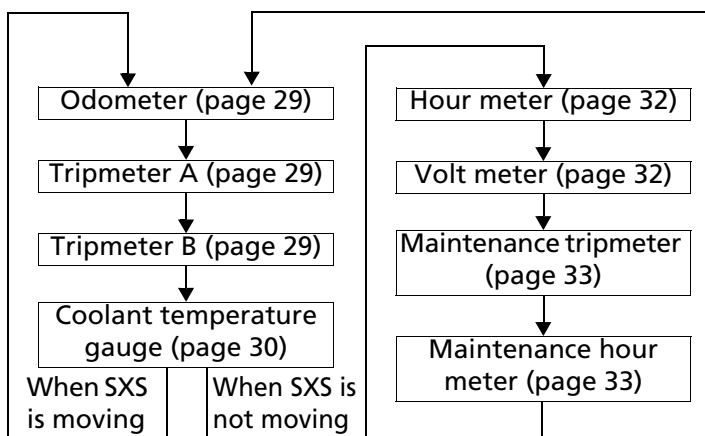 Odometer (page 29)
Tripmeter A (page 29)
Tripmeter B (page 29)
Coolant temperature
gauge (page 30)
When SXS
is moving
When SXS is
not moving
Hour meter (page 32)
Volt meter (page 32)
Maintenance tripmeter
(page 33)
Maintenance hour
meter (page 33)